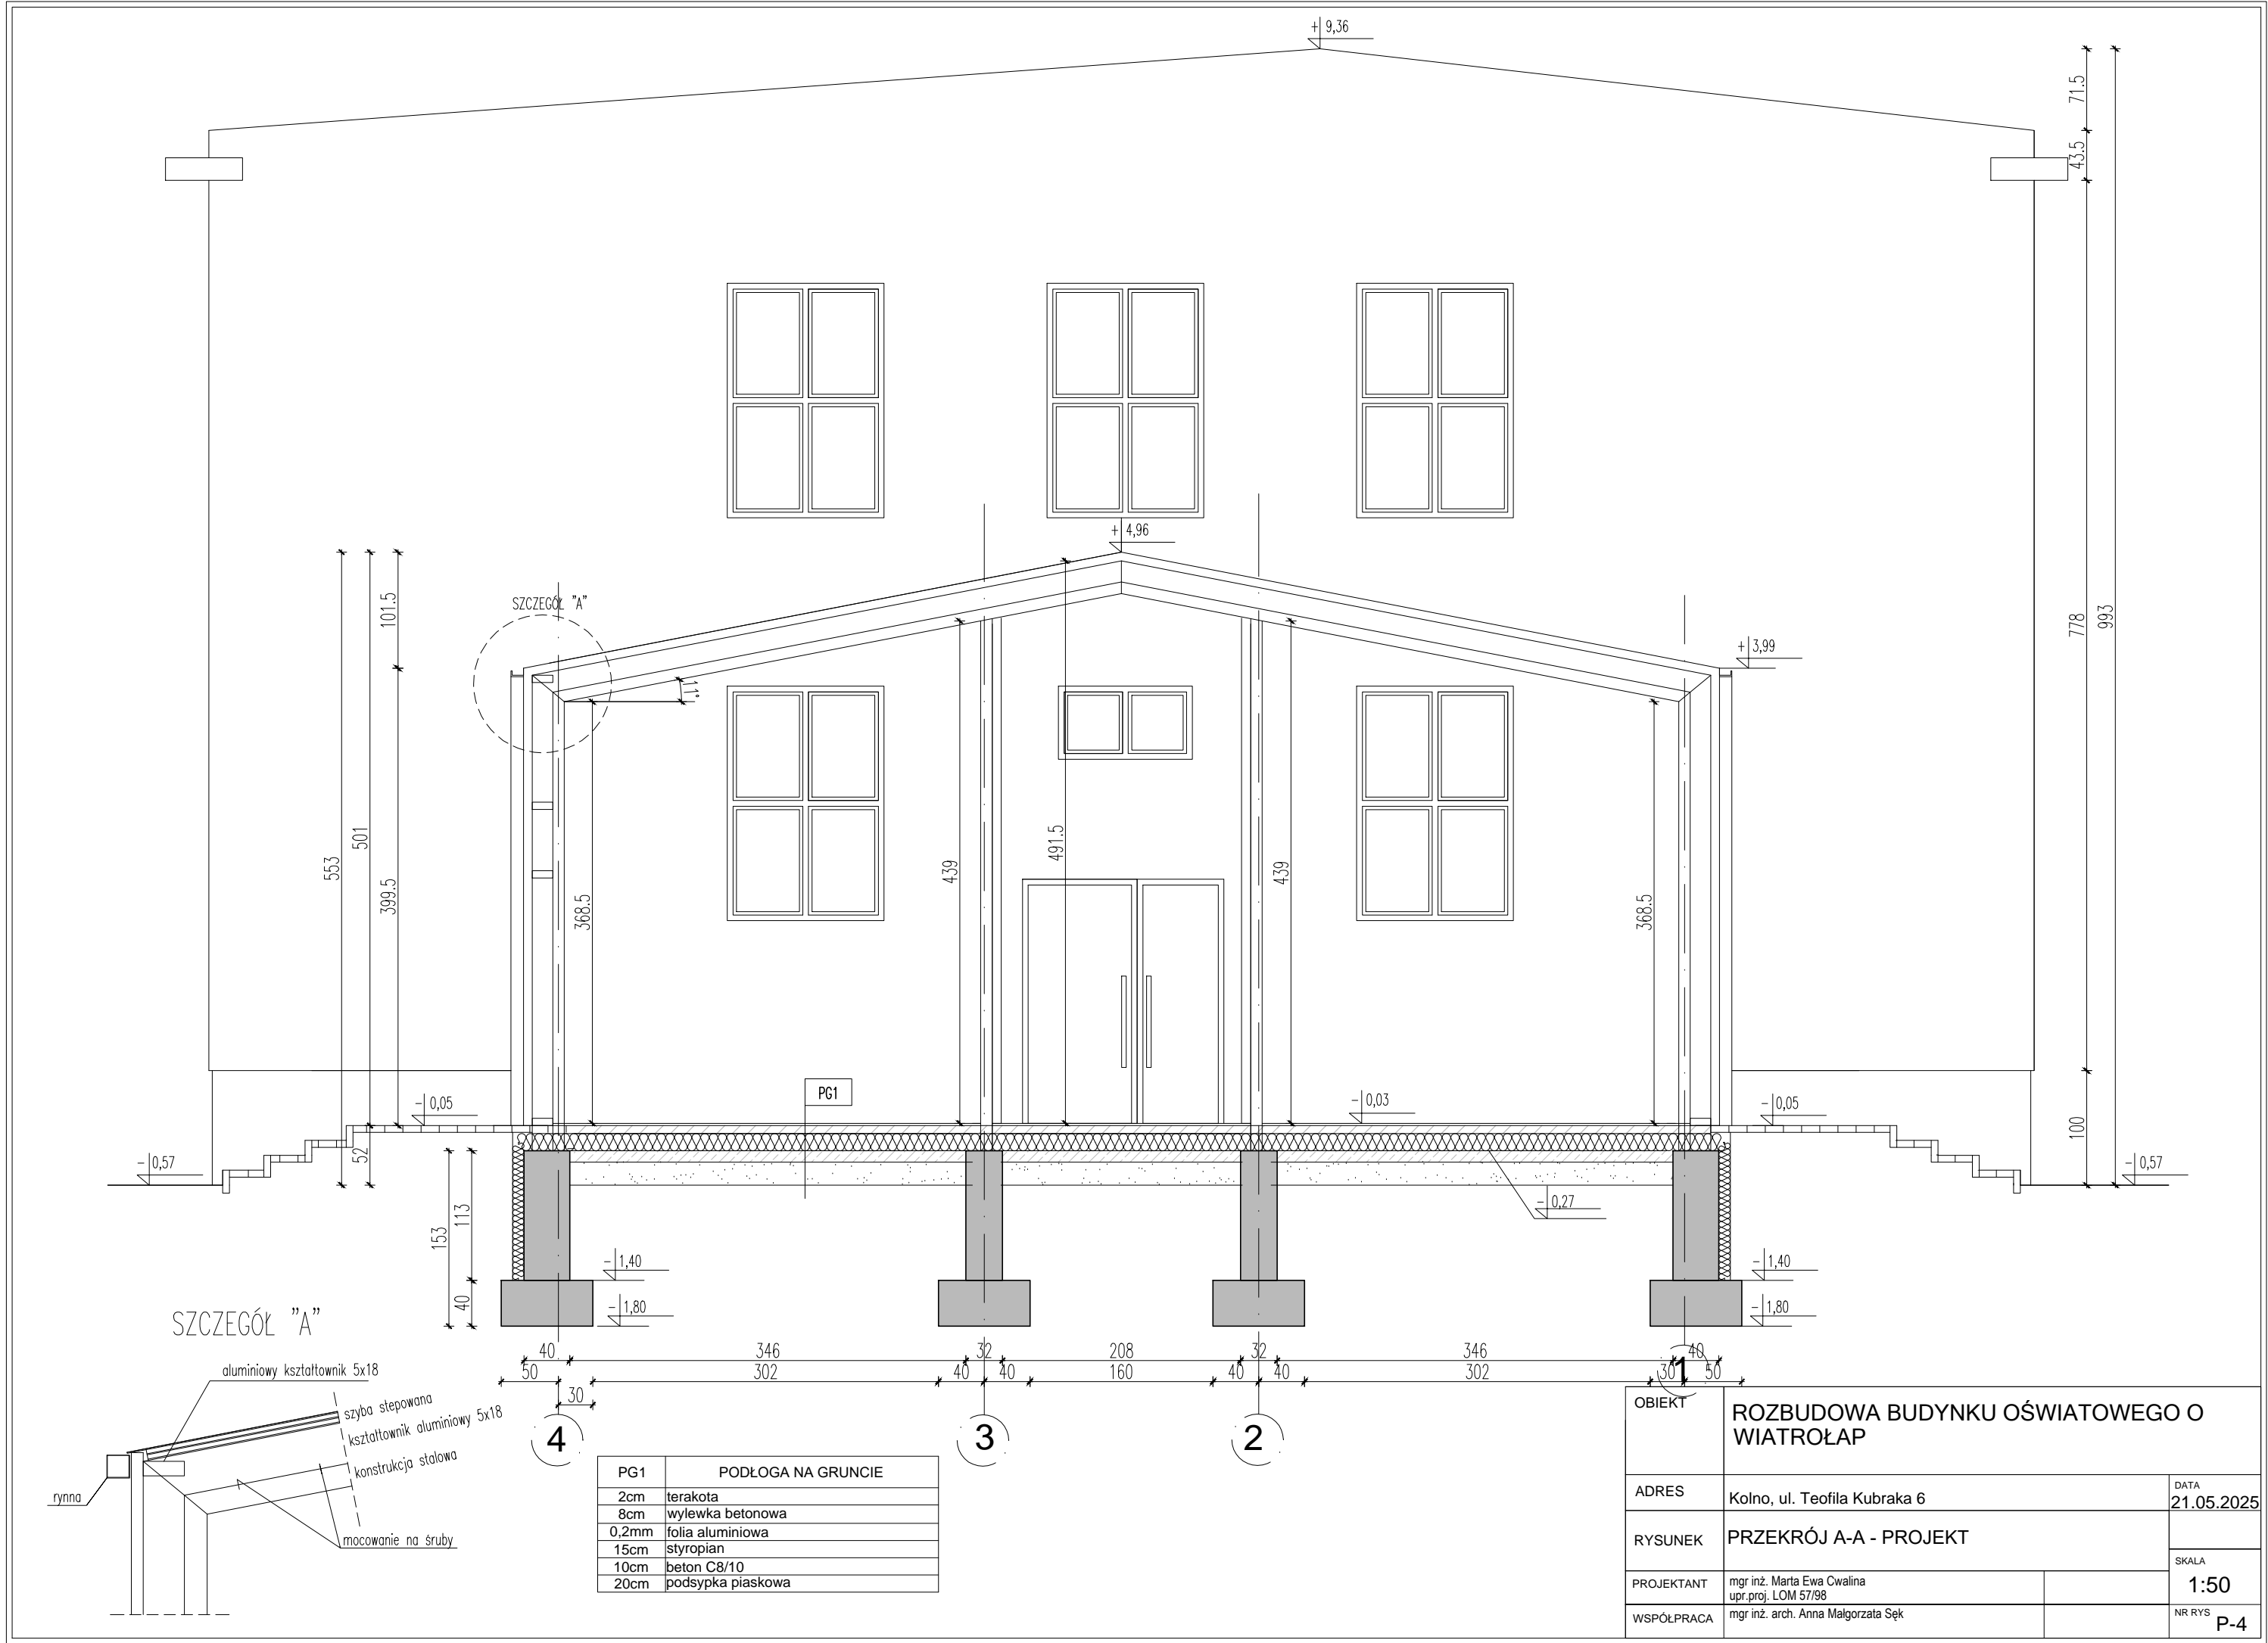 + 9,36
71.5
43.5
778
993
100
+ 4,96
SZCZEGÓŁ "A"
101.5
11°
+ 3,99
553
501
399.5
52
368.5
439
491.5
439
368.5
PG1
- 0,05
- 0,03
- 0,05
- 0,57
- 0,57
- 0,27
153
113
40
- 1,40
- 1,80
- 1,40
- 1,80
40 346 32 208 32 346 40
50 302 40 40 160 40 40 302 30 50
30
4 3 2 1
SZCZEGÓŁ "A"
aluminiowy kształtownik 5x18
szyba stepowana
kształtownik aluminiowy 5x18
konstrukcja stalowa
rynna
mocowanie na śruby
PG1 PODŁOGA NA GRUNCIE
2cm terakota
8cm wylewka betonowa
0,2mm folia aluminiowa
15cm styropian
10cm beton C8/10
20cm podsypka piaskowa
OBIEKT ROZBUDOWA BUDYNKU OŚWIATOWEGO O
WIATROŁAP
ADRES Kolno, ul. Teofila Kubraka 6
DATA
21.05.2025
RYSUNEK PRZEKRÓJ A-A - PROJEKT
SKALA
1:50
PROJEKTANT mgr inż. Marta Ewa Cwalina
upr.proj. LOM 57/98
WSPÓŁPRACA mgr inż. arch. Anna Małgorzata Sęk
NR RYS P-4